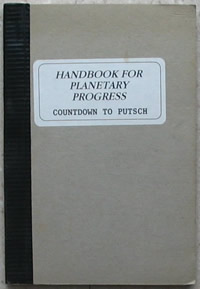 HANDBOOK FOR
PLANETARY
PROGRESS
COUNTDOWN TO PUTSCH